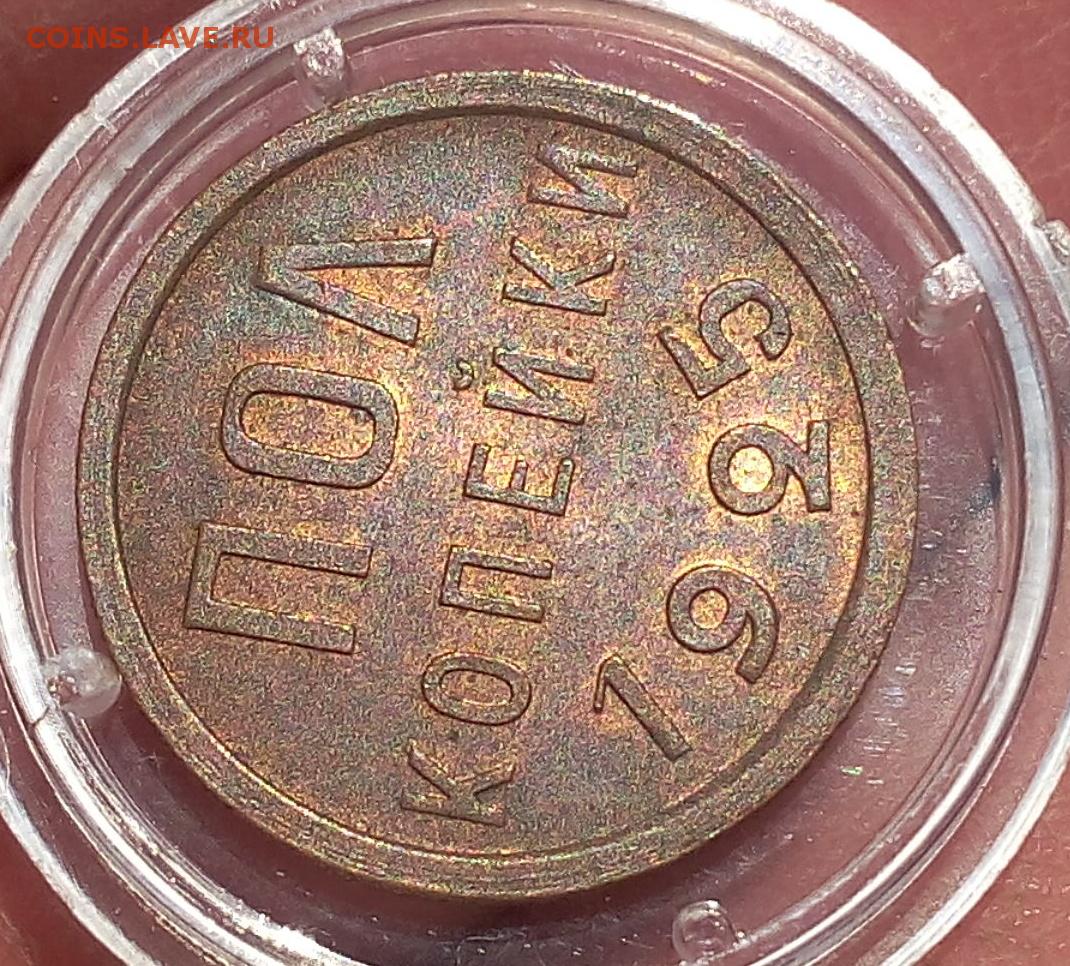 COINS.LAVE.RU
ПОЛ
КОПЕЙКИ
1925